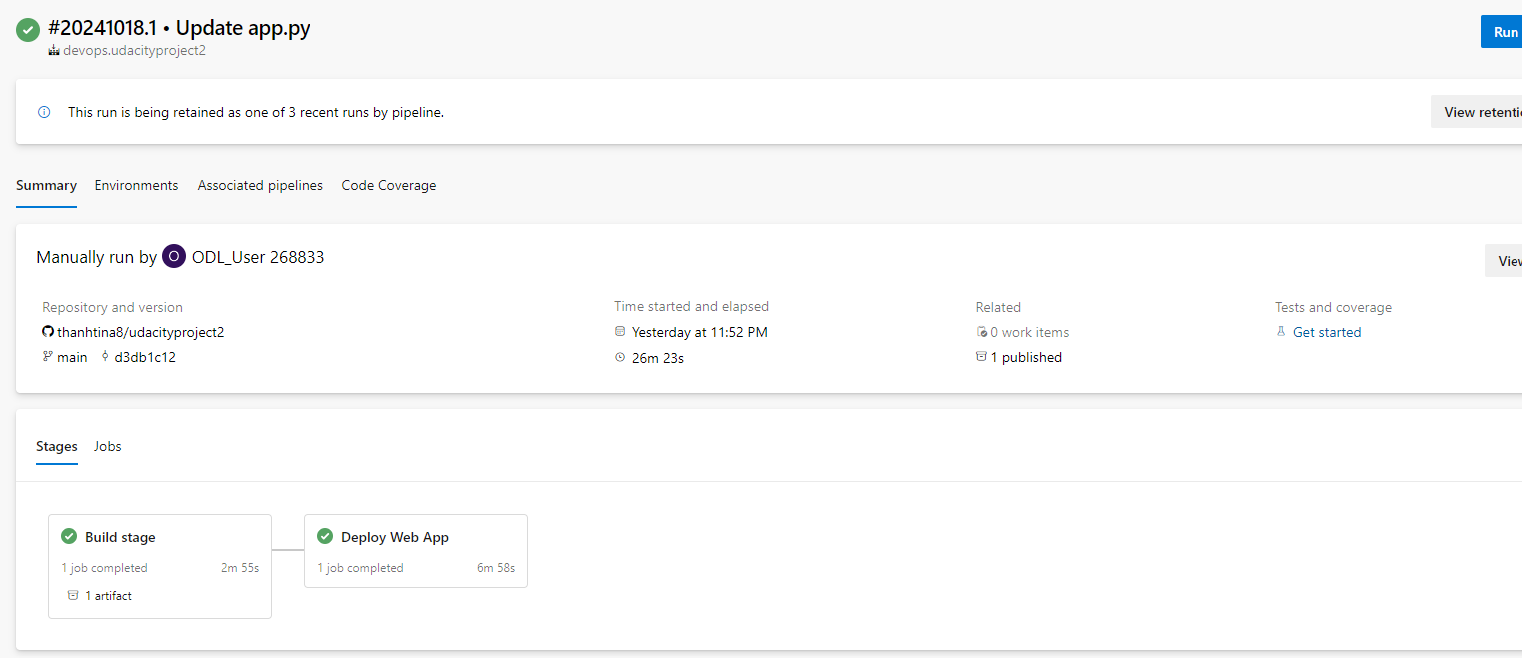 #20241018.1 • Update app.py
devops.udacityproject2
Run
This run is being retained as one of 3 recent runs by pipeline.
View retenti
Summary Environments Associated pipelines Code Coverage
Manually run by O ODL_User 268833
View
Repository and version
thanhtina8/udacityproject2
main d3db1c12
Time started and elapsed
Yesterday at 11:52 PM
26m 23s
Related
0 work items
1 published
Tests and coverage
Get started
Stages Jobs
Build stage
1 job completed 2m 55s
1 artifact
Deploy Web App
1 job completed 6m 58s